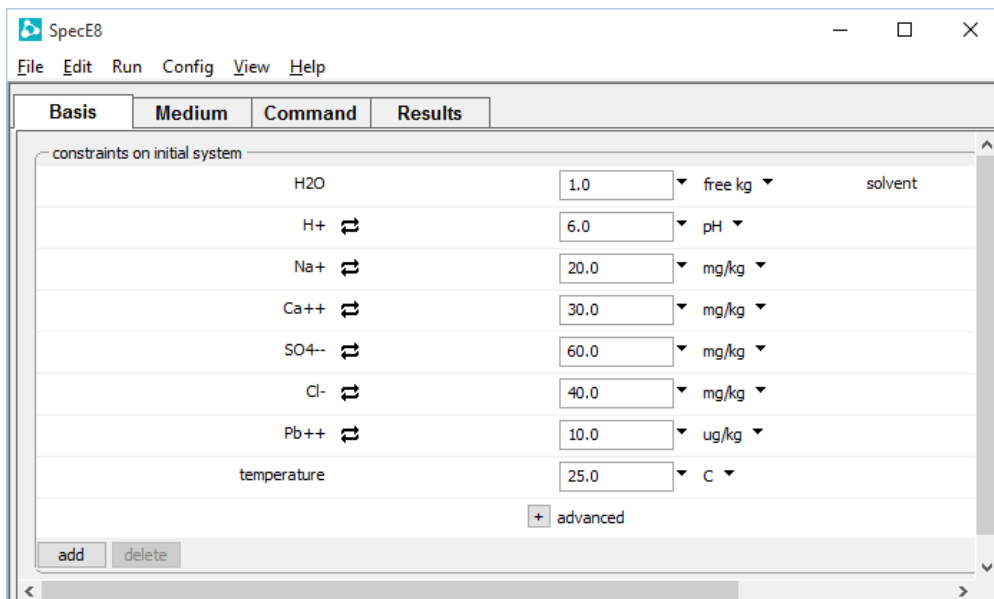 SpecE8
File Edit Run Config View Help
Basis Medium Command Results
constraints on initial system
H2O 1.0 free kg solvent
H+ 6.0 pH
Na+ 20.0 mg/kg
Ca++ 30.0 mg/kg
SO4-- 60.0 mg/kg
Cl- 40.0 mg/kg
Pb++ 10.0 ug/kg
temperature 25.0 C
+ advanced
add delete